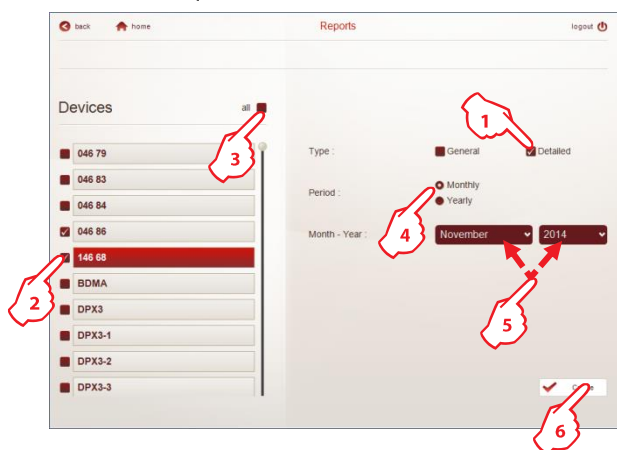 back home Reports logout
Devices all
1
3
046 79
046 83
046 84
046 86
146 68
BDMA
DPX3
DPX3-1
DPX3-2
DPX3-3
2
Type : General Detailed
Period : Monthly
Yearly
4
Month - Year : November 2014
5
6